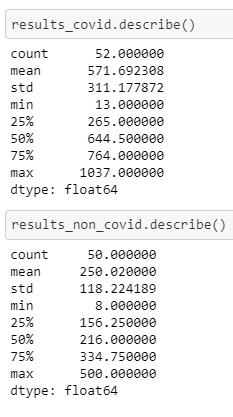 results_covid.describe()
count 52.000000
mean 571.692308
std 311.177872
min 13.000000
25% 265.000000
50% 644.500000
75% 764.000000
max 1037.000000
dtype: float64
results_non_covid.describe()
count 50.000000
mean 250.020000
std 118.224189
min 8.000000
25% 156.250000
50% 216.000000
75% 334.750000
max 500.000000
dtype: float64